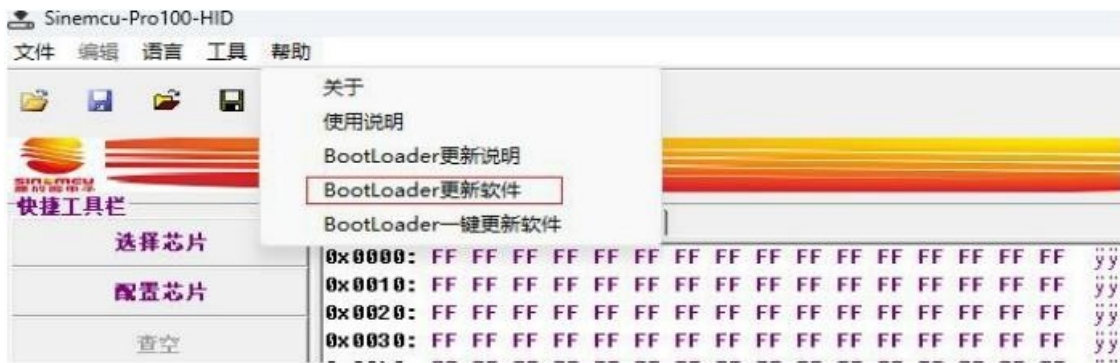 Sinemcu-Pro100-HID
文件 编辑 语言 工具 帮助
关于
使用说明
BootLoader更新说明
BootLoader更新软件
BootLoader一键更新软件
SINEMCU
快捷工具栏
选择芯片
配置芯片
查空
0x0000: FF FF FF FF FF FF FF FF FF FF FF FF FF FF FF FF ÿÿ
0x0010: FF FF FF FF FF FF FF FF FF FF FF FF FF FF FF FF ÿÿ
0x0020: FF FF FF FF FF FF FF FF FF FF FF FF FF FF FF FF ÿÿ
0x0030: FF FF FF FF FF FF FF FF FF FF FF FF FF FF FF FF ÿÿ